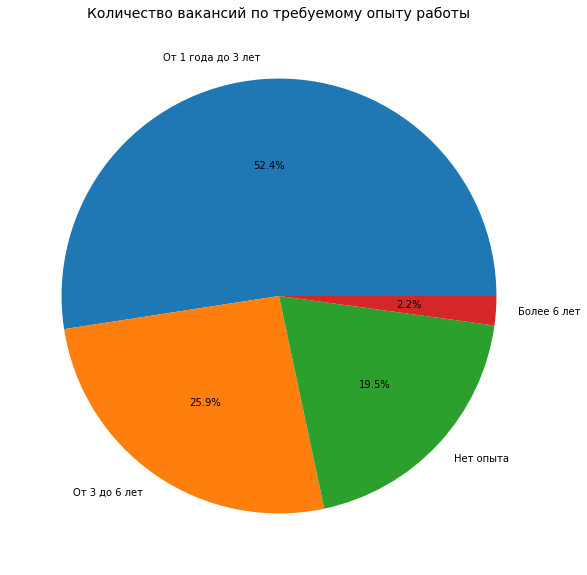 Количество вакансий по требуемому опыту работы
От 1 года до 3 лет
52.4%
2.2%
Более 6 лет
19.5%
25.9%
Нет опыта
От 3 до 6 лет